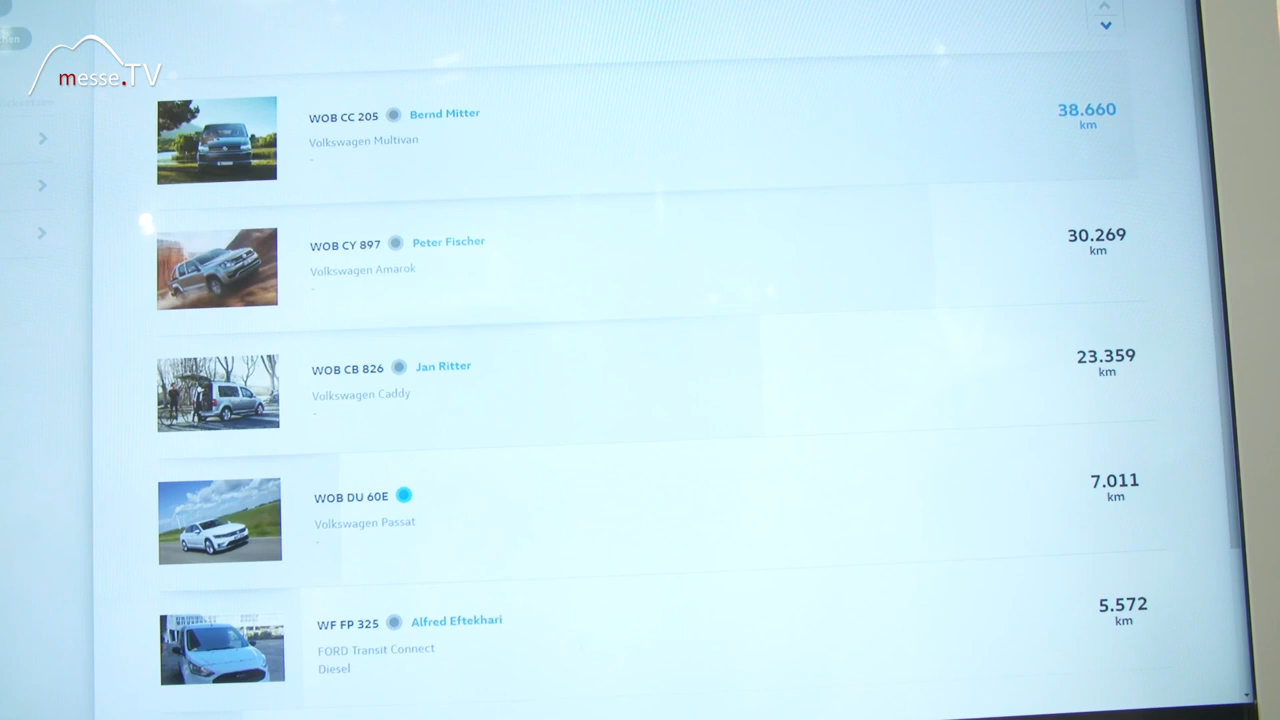 messe.TV
WOB CC 205 Bernd Mitter
Volkswagen Multivan
-
38.660
km
WOB CY 897 Peter Fischer
Volkswagen Amarok
-
30.269
km
WOB CB 826 Jan Ritter
Volkswagen Caddy
-
23.359
km
WOB DU 60E
Volkswagen Passat
-
7.011
km
WF FP 325 Alfred Eftekhari
FORD Transit Connect
Diesel
5.572
km